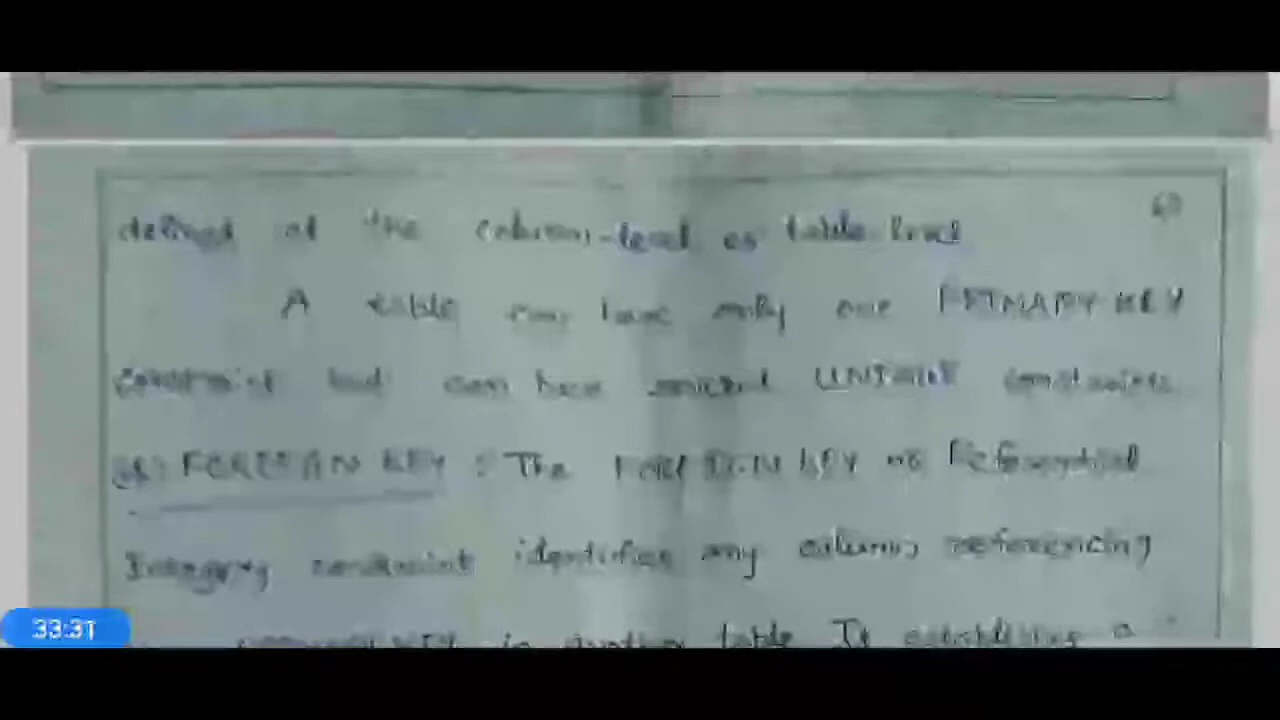 defined at the column-level or table-level
A table can have only one PRIMARY KEY
constraint but can have several UNIQUE constraints
FOREIGN KEY : The FOREIGN KEY or Referential
Integrity constraint identifies any column referencing
in another table. It establishes a
33:31